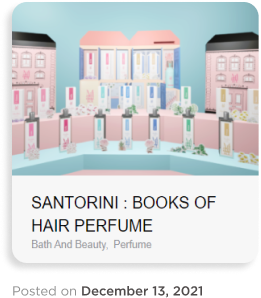 SANTORINI : BOOKS OF
HAIR PERFUME
Bath And Beauty, Perfume
Posted on December 13, 2021